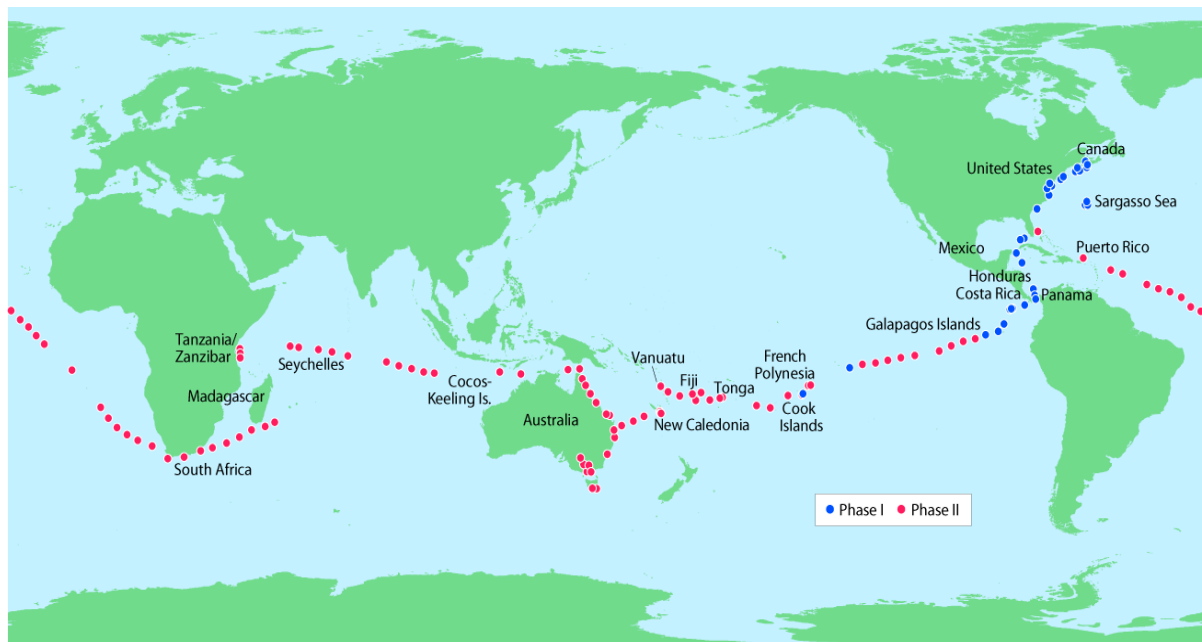 Canada
United States
Sargasso Sea
Mexico
Puerto Rico
Honduras
Costa Rica
Panama
Galapagos Islands
Tanzania/
Zanzibar
Seychelles
Madagascar
South Africa
Cocos-
Keeling Is.
Australia
Vanuatu
Fiji
Tonga
French
Polynesia
Cook
Islands
New Caledonia
Phase I
Phase II